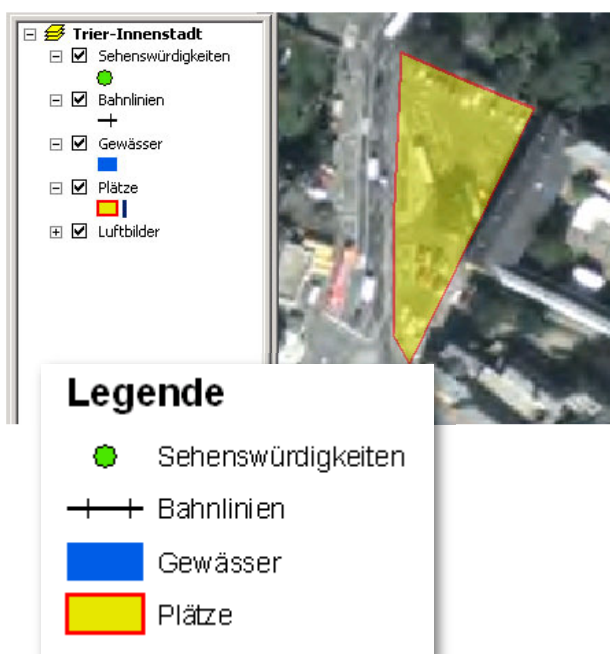 Trier-Innenstadt
Sehenswürdigkeiten
Bahnlinien
Gewässer
Plätze
Luftbilder
Legende
Sehenswürdigkeiten
Bahnlinien
Gewässer
Plätze